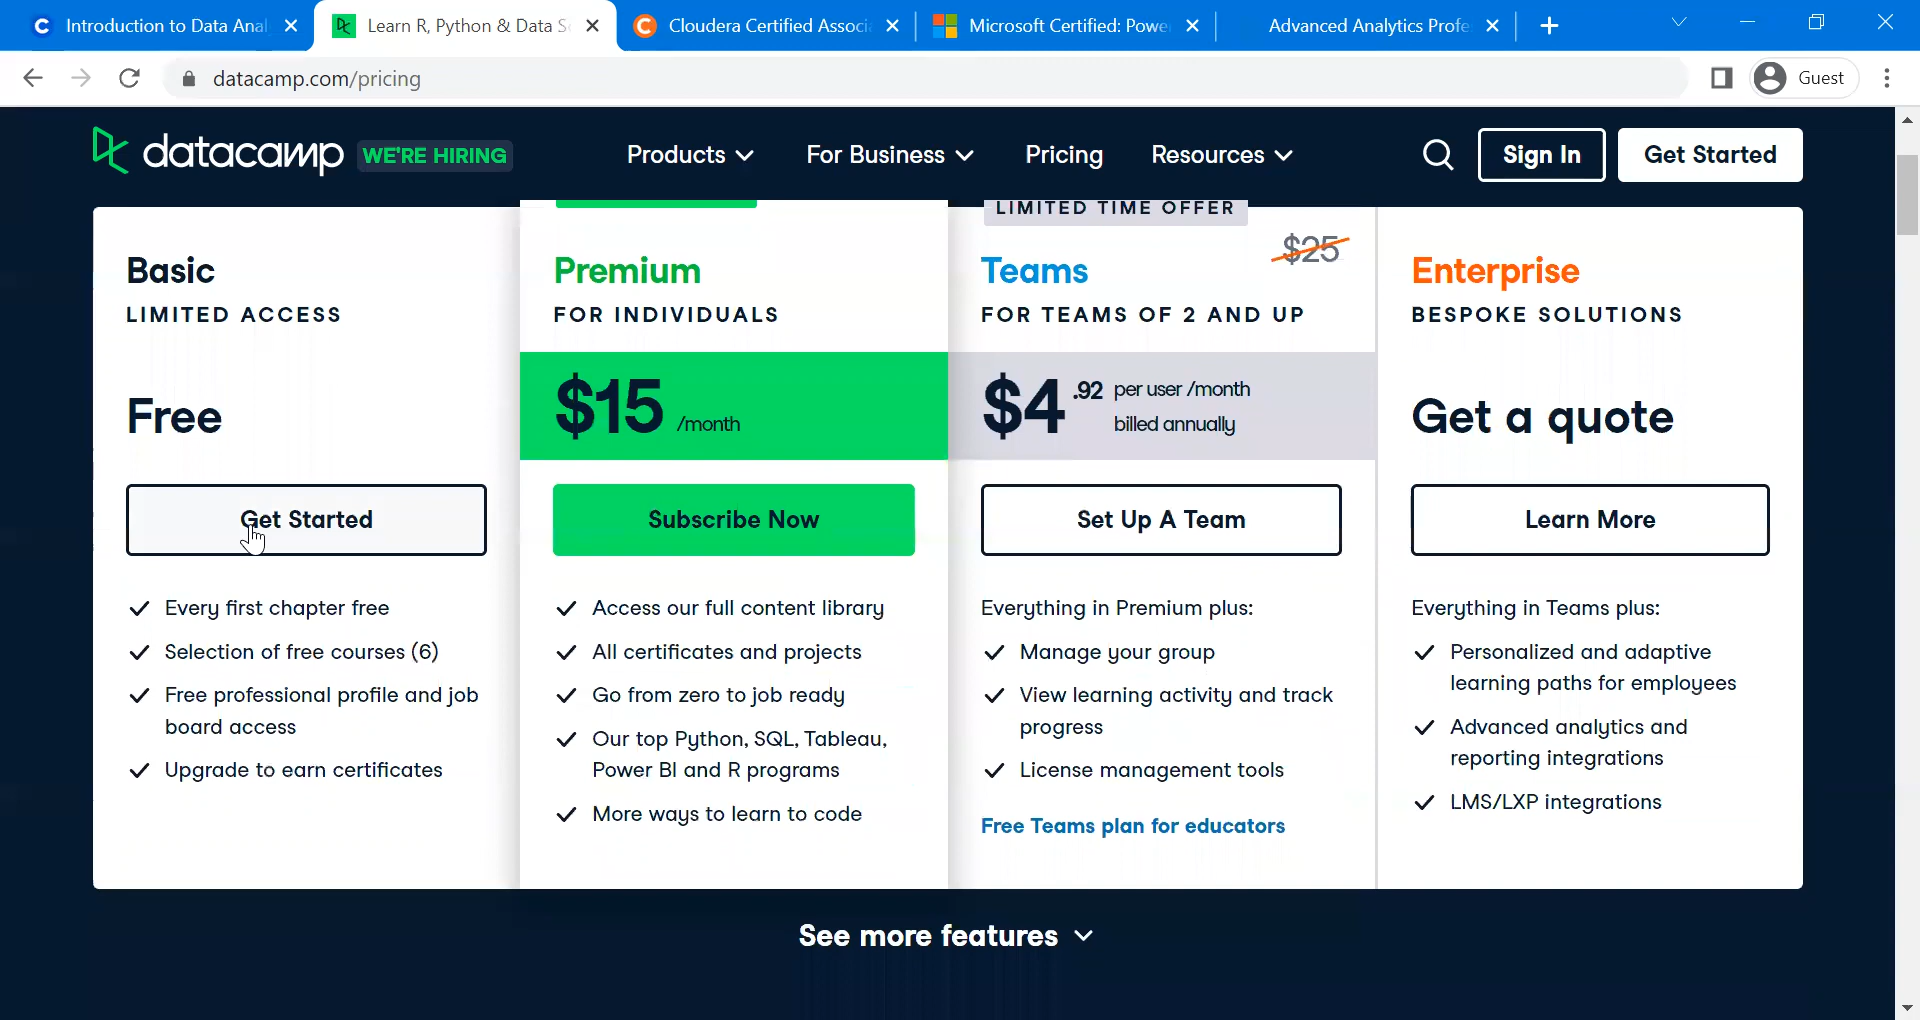 Introduction to Data Anal
Learn R, Python & Data S
Cloudera Certified Associa
Microsoft Certified: Powe
Advanced Analytics Profe
datacamp.com/pricing
Guest
datacamp
WE'RE HIRING
Products
For Business
Pricing
Resources
Sign In
Get Started
Basic
LIMITED ACCESS
Free
Get Started
Every first chapter free
Selection of free courses (6)
Free professional profile and job
board access
Upgrade to earn certificates
Premium
FOR INDIVIDUALS
$15 /month
Subscribe Now
Access our full content library
All certificates and projects
Go from zero to job ready
Our top Python, SQL, Tableau,
Power BI and R programs
More ways to learn to code
LIMITED TIME OFFER
$25
Teams
FOR TEAMS OF 2 AND UP
$4.92 per user/month
billed annually
Set Up A Team
Everything in Premium plus:
Manage your group
View learning activity and track
progress
License management tools
Free Teams plan for educators
Enterprise
BESPOKE SOLUTIONS
Get a quote
Learn More
Everything in Teams plus:
Personalized and adaptive
learning paths for employees
Advanced analytics and
reporting integrations
LMS/LXP integrations
See more features